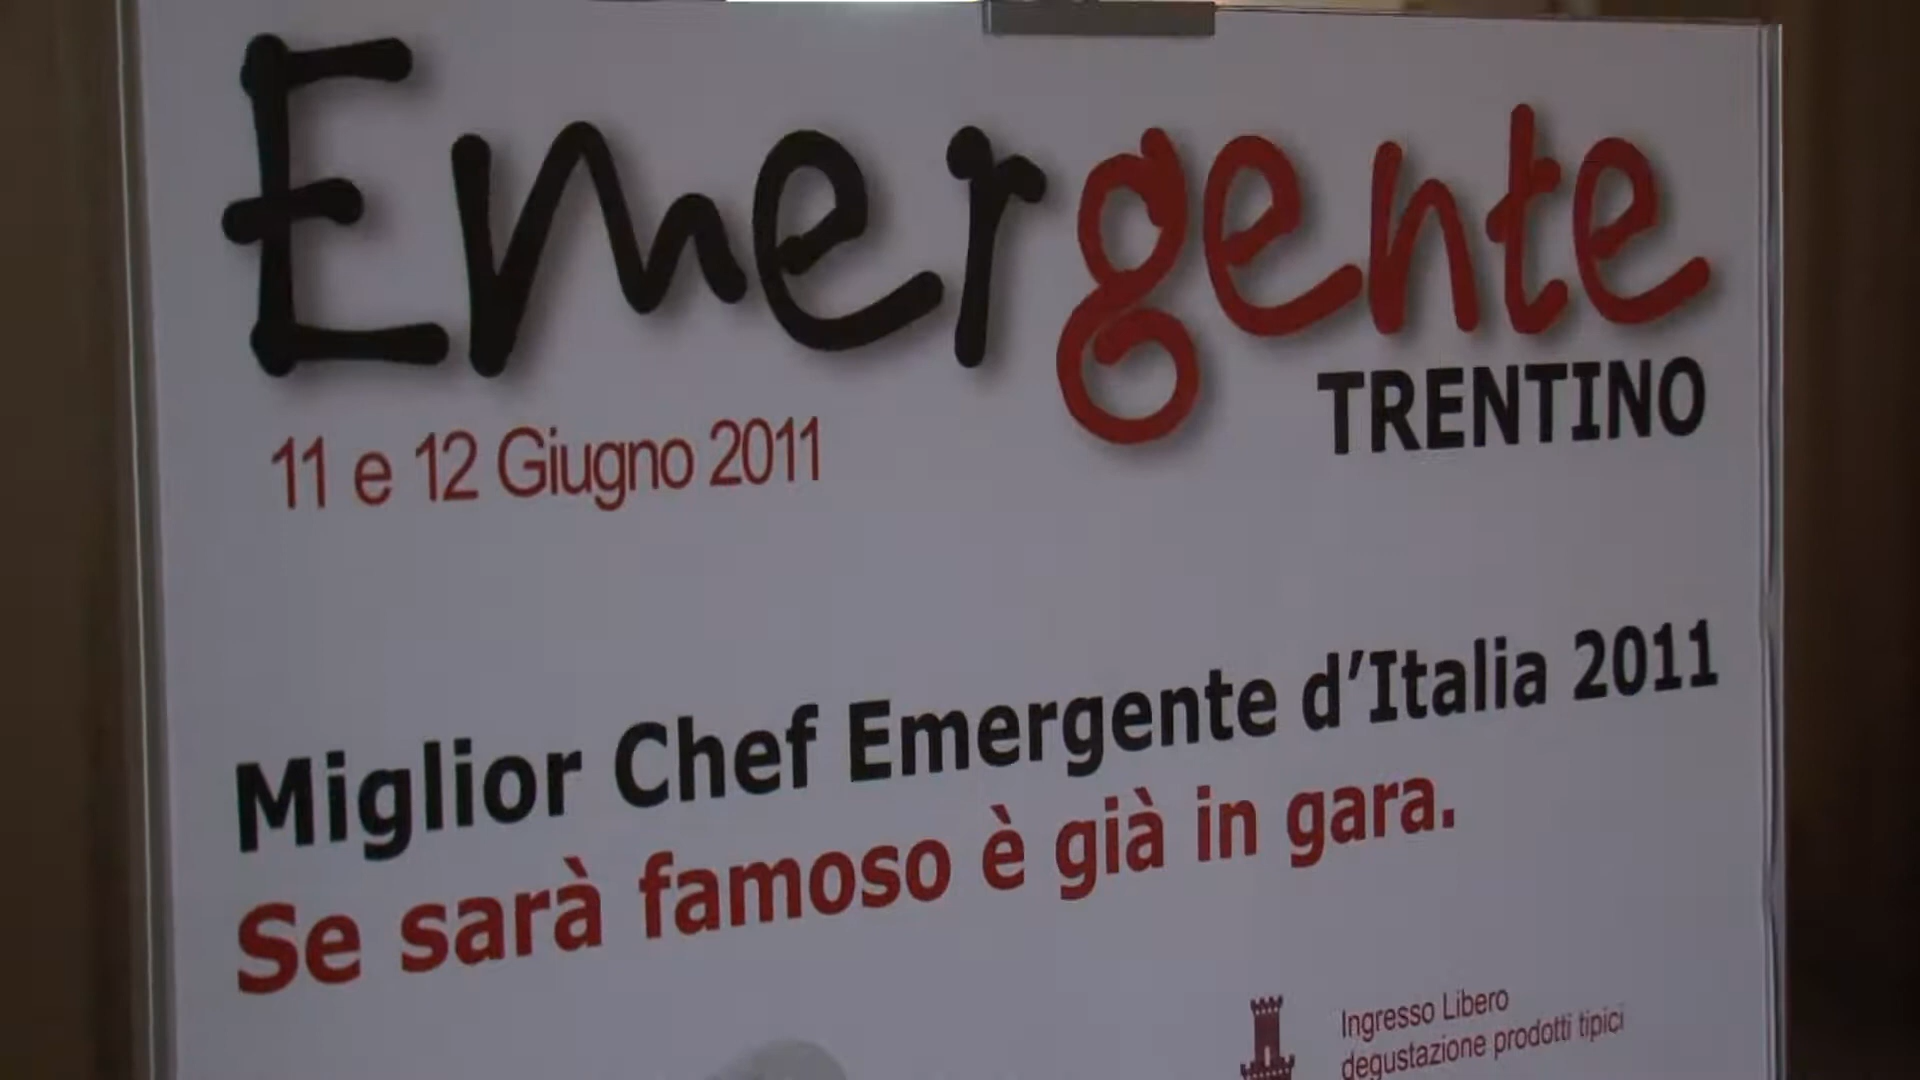 Emergente
TRENTINO
11 e 12 Giugno 2011
Miglior Chef Emergente d'Italia 2011
Se sarà famoso è già in gara.
Ingresso Libero
degustazione prodotti tipici